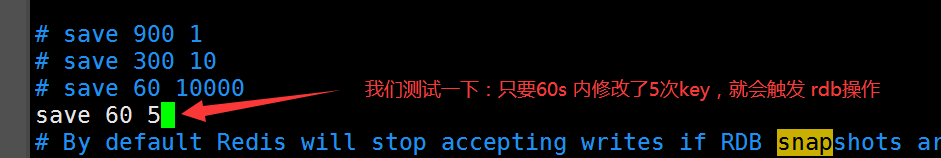 # save 900 1
# save 300 10
# save 60 10000
save 60 5
我们测试一下：只要60s 内修改了5次key，就会触发 rdb操作
# By default Redis will stop accepting writes if RDB snapshots ar